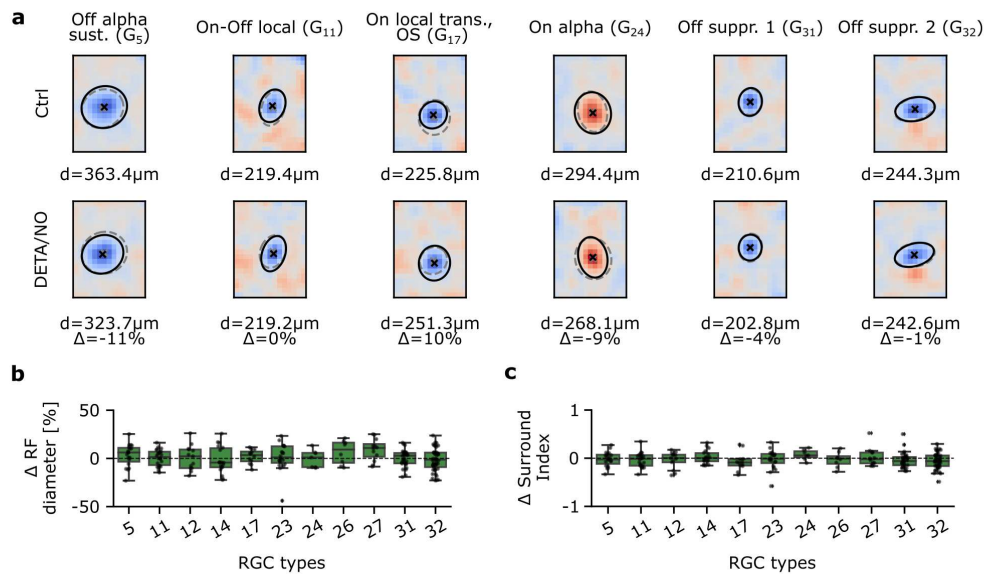 a
Off alpha
sust. (G5)
On-Off local (G11)
On local trans.,
OS (G17)
On alpha (G24)
Off suppr. 1 (G31)
Off suppr. 2 (G32)
Ctrl
d=363.4µm
d=219.4µm
d=225.8µm
d=294.4µm
d=210.6µm
d=244.3µm
DETA/NO
d=323.7µm
Δ=-11%
d=219.2µm
Δ=0%
d=251.3µm
Δ=10%
d=268.1µm
Δ=-9%
d=202.8µm
Δ=-4%
d=242.6µm
Δ=-1%
b
Δ RF
diameter [%]
50
0
-50
5 11 12 14 17 23 24 26 27 31 32
RGC types
c
Δ Surround
Index
1
0
-1
5 11 12 14 17 23 24 26 27 31 32
RGC types